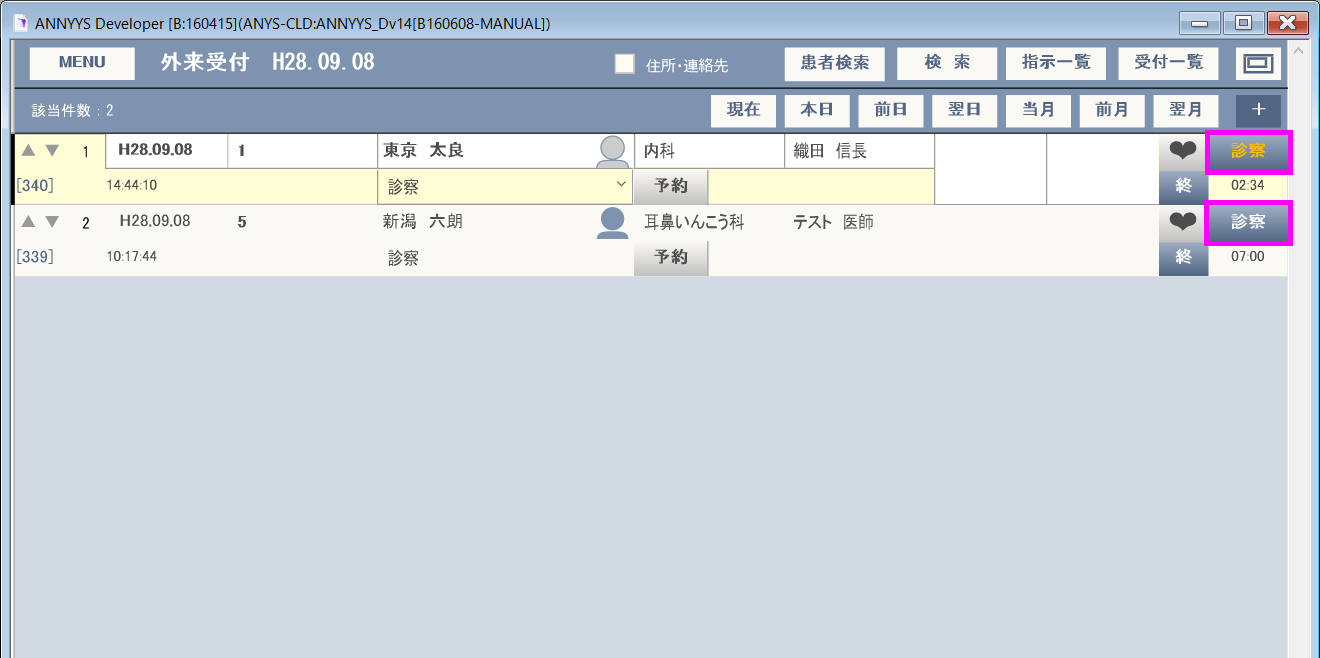 ANNYYS Developer [B:160415](ANYS-CLD:ANNYYS_Dv14[B160608-MANUAL])
MENU 外来受付 H28.09.08 住所・連絡先 患者検索 検 索 指示一覧 受付一覧
該当件数 : 2 現在 本日 前日 翌日 当月 前月 翌月 +
1 H28.09.08 1 東京 太良 内科 織田 信長 診察
[340] 14:44:10 診察 予約 終 02:34
2 H28.09.08 5 新潟 六朗 耳鼻いんこう科 テスト 医師 診察
[339] 10:17:44 診察 予約 終 07:00